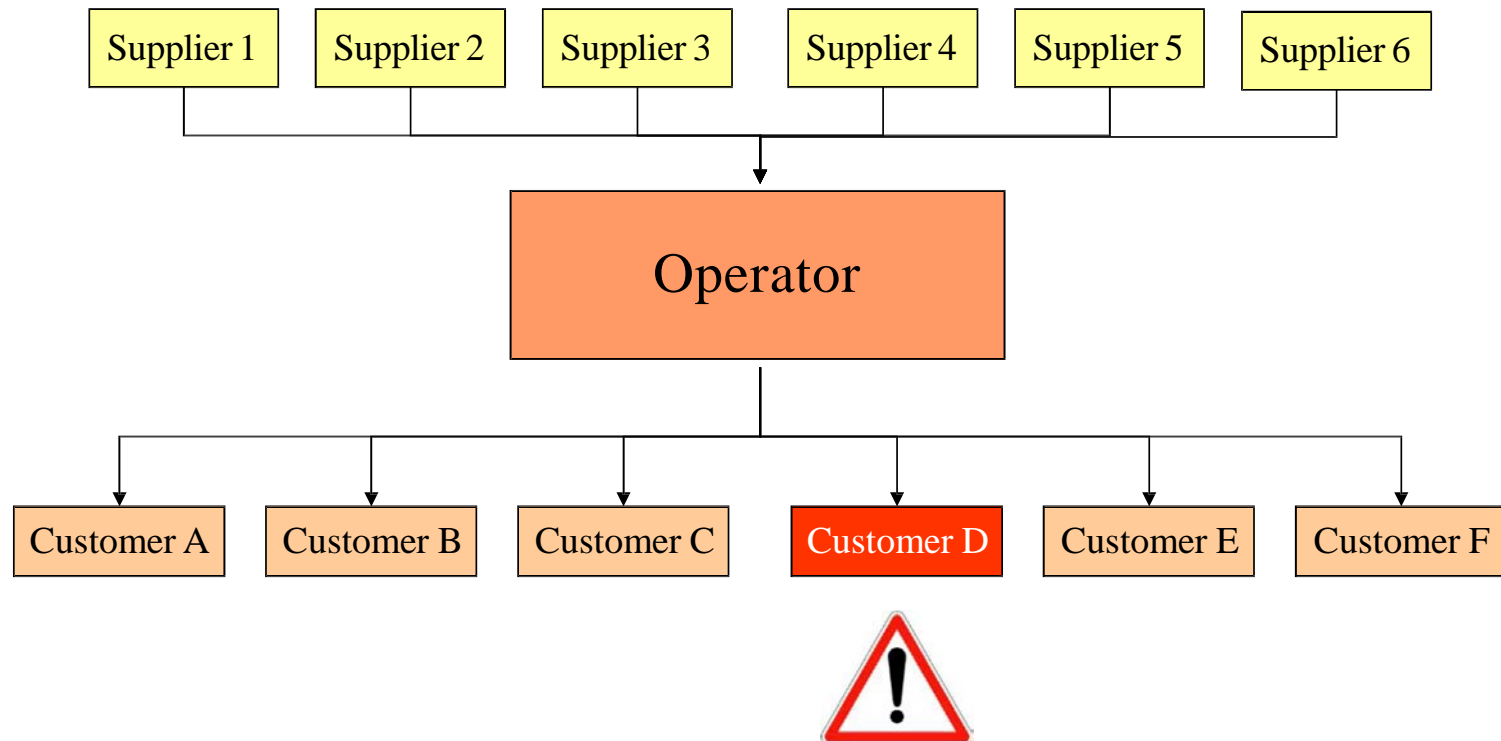 Supplier 1
Supplier 2
Supplier 3
Supplier 4
Supplier 5
Supplier 6
Operator
Customer A
Customer B
Customer C
Customer D
Customer E
Customer F